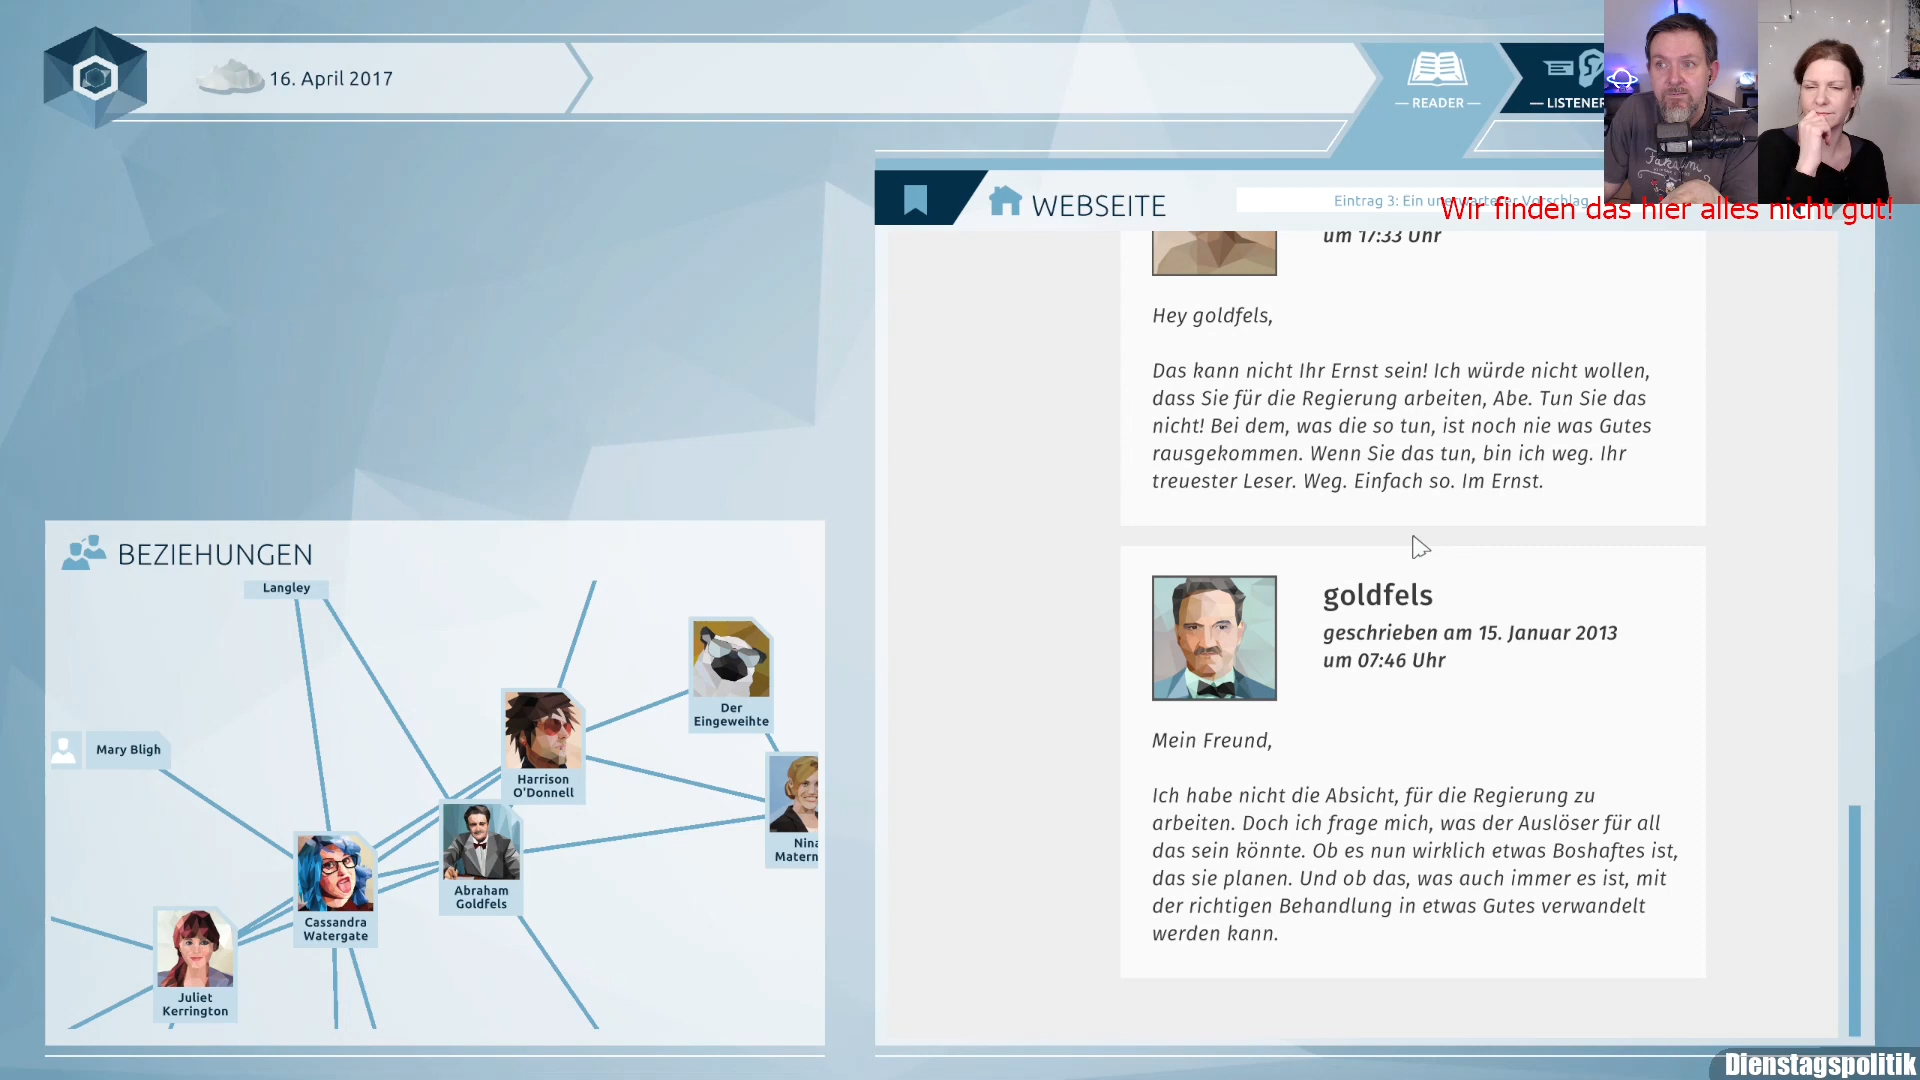 16. April 2017
— READER —
— LISTENER
WEBSEITE
Eintrag 3: Ein unerwarteter Vorschlag
Wir finden das hier alles nicht gut!
um 17:33 Uhr
Hey goldfels,
Das kann nicht Ihr Ernst sein! Ich würde nicht wollen,
dass Sie für die Regierung arbeiten, Abe. Tun Sie das
nicht! Bei dem, was die so tun, ist noch nie was Gutes
rausgekommen. Wenn Sie das tun, bin ich weg. Ihr
treuester Leser. Weg. Einfach so. Im Ernst.
goldfels
geschrieben am 15. Januar 2013
um 07:46 Uhr
Mein Freund,
Ich habe nicht die Absicht, für die Regierung zu
arbeiten. Doch ich frage mich, was der Auslöser für all
das sein könnte. Ob es nun wirklich etwas Boshaftes ist,
das sie planen. Und ob das, was auch immer es ist, mit
der richtigen Behandlung in etwas Gutes verwandelt
werden kann.
BEZIEHUNGEN
Langley
Der
Eingeweihte
Mary Bligh
Harrison
O'Donnell
Nina
Matern
Abraham
Goldfels
Cassandra
Watergate
Juliet
Kerrington
Dienstagspolitik